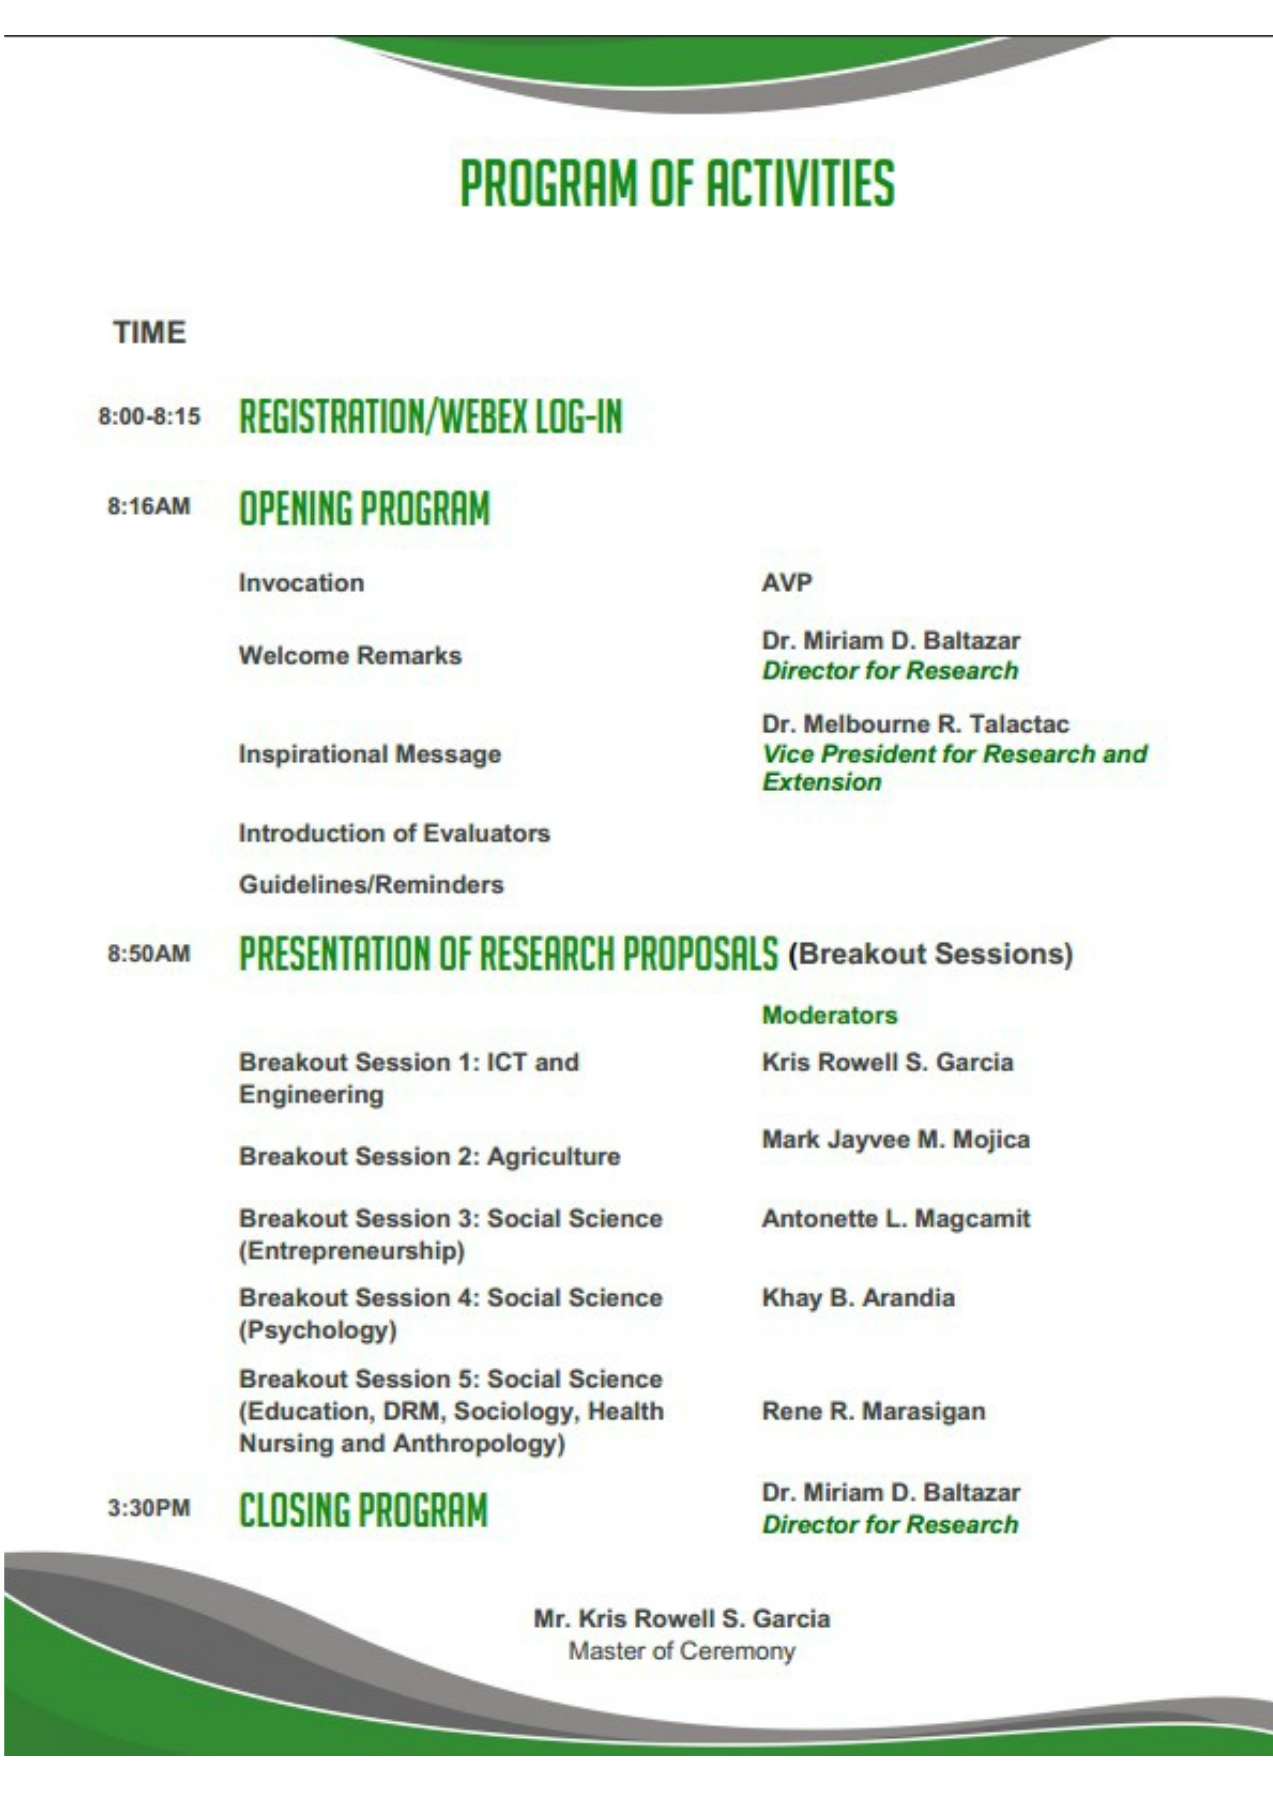 PROGRAM OF ACTIVITIES
TIME
8:00-8:15 REGISTRATION/WEBEX LOG-IN
8:16AM OPENING PROGRAM
Invocation AVP
Welcome Remarks Dr. Miriam D. Baltazar
Director for Research
Inspirational Message Dr. Melbourne R. Talactac
Vice President for Research and
Extension
Introduction of Evaluators
Guidelines/Reminders
8:50AM PRESENTATION OF RESEARCH PROPOSALS (Breakout Sessions)
Moderators
Breakout Session 1: ICT and Kris Rowell S. Garcia
Engineering
Breakout Session 2: Agriculture Mark Jayvee M. Mojica
Breakout Session 3: Social Science Antonette L. Magcamit
(Entrepreneurship)
Breakout Session 4: Social Science Khay B. Arandia
(Psychology)
Breakout Session 5: Social Science
(Education, DRM, Sociology, Health Rene R. Marasigan
Nursing and Anthropology)
3:30PM CLOSING PROGRAM Dr. Miriam D. Baltazar
Director for Research
Mr. Kris Rowell S. Garcia
Master of Ceremony